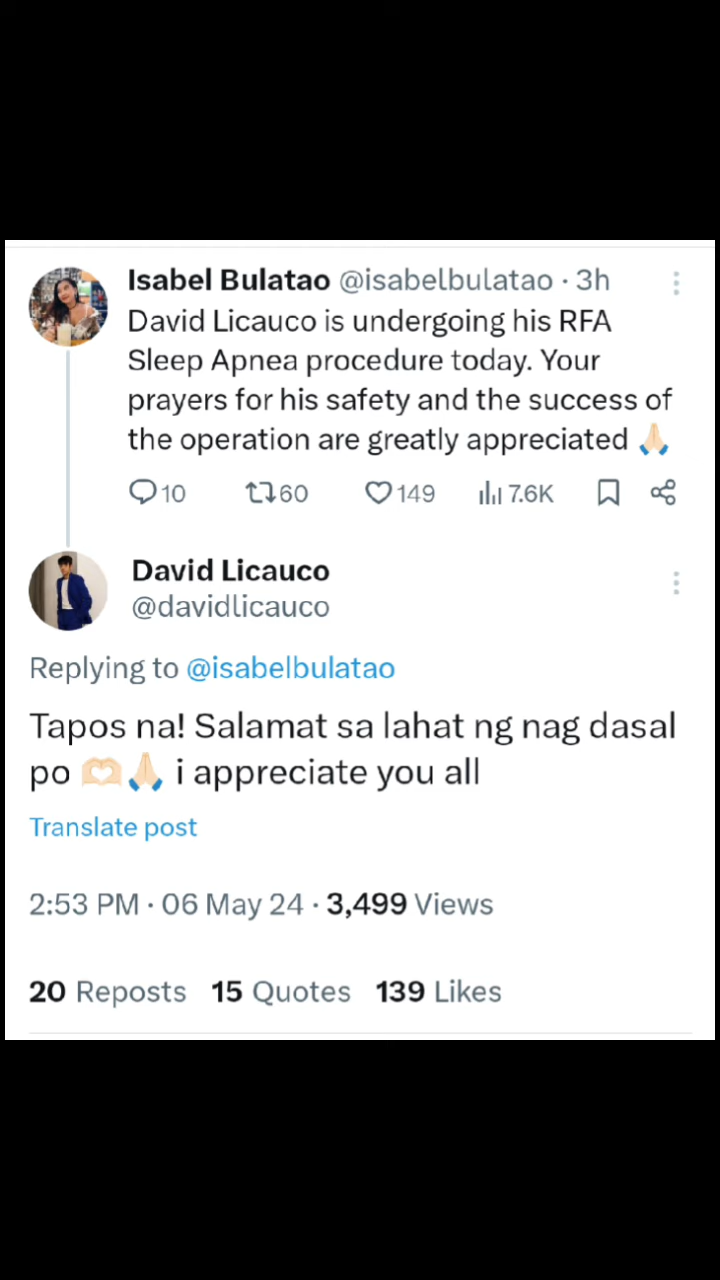 Isabel Bulatao @isabelbulatao · 3h
David Licauco is undergoing his RFA
Sleep Apnea procedure today. Your
prayers for his safety and the success of
the operation are greatly appreciated 🙏🏻
10 60 149 7.6K
David Licauco
@davidlicauco
Replying to @isabelbulatao
Tapos na! Salamat sa lahat ng nag dasal
po 🫶🏻🙏🏻 i appreciate you all
Translate post
2:53 PM · 06 May 24 · 3,499 Views
20 Reposts 15 Quotes 139 Likes